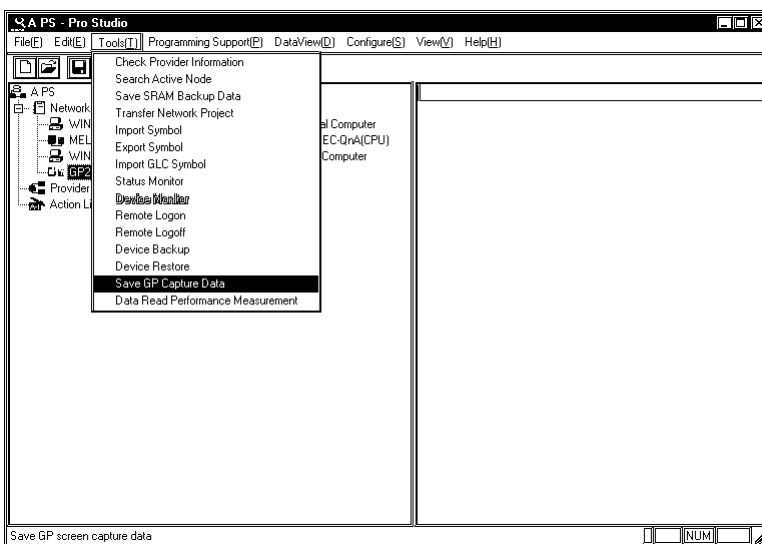 A PS - Pro Studio
File(F) Edit(E) Tools(T) Programming Support(P) DataView(D) Configure(S) View(V) Help(H)
Check Provider Information
Search Active Node
Save SRAM Backup Data
Transfer Network Project
Import Symbol
Export Symbol
Import GLC Symbol
Status Monitor
Device Monitor
Remote Logon
Remote Logoff
Device Backup
Device Restore
Save GP Capture Data
Data Read Performance Measurement
A PS
Network
WIN al Computer
MEL EC-QnA(CPU)
WIN Computer
GP2
Provider
Action Li
Save GP screen capture data
NUM